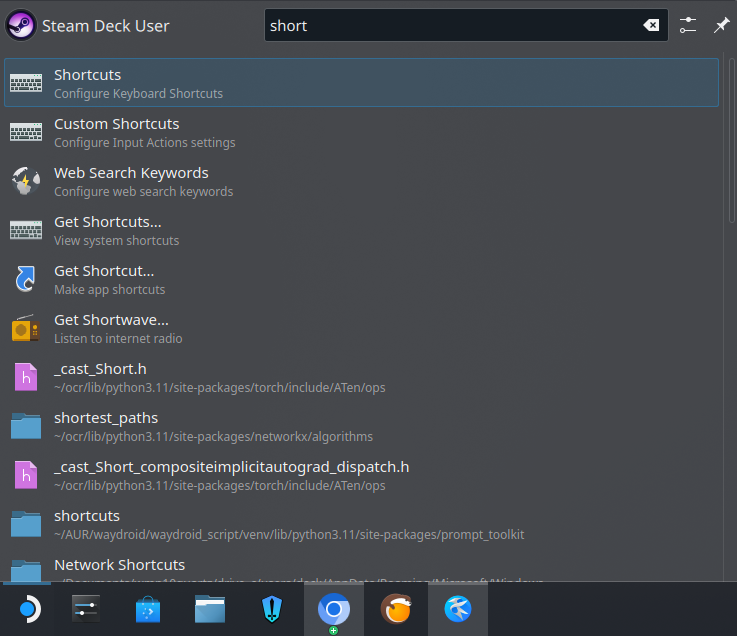 Steam Deck User
short
Shortcuts
Configure Keyboard Shortcuts
Custom Shortcuts
Configure Input Actions settings
Web Search Keywords
Configure web search keywords
Get Shortcuts...
View system shortcuts
Get Shortcut...
Make app shortcuts
Get Shortwave...
Listen to internet radio
_cast_Short.h
~/ocr/lib/python3.11/site-packages/torch/include/ATen/ops
shortest_paths
~/ocr/lib/python3.11/site-packages/networkx/algorithms
_cast_Short_compositeimplicitautograd_dispatch.h
~/ocr/lib/python3.11/site-packages/torch/include/ATen/ops
shortcuts
~/AUR/waydroid/waydroid_script/venv/lib/python3.11/site-packages/prompt_toolkit
Network Shortcuts